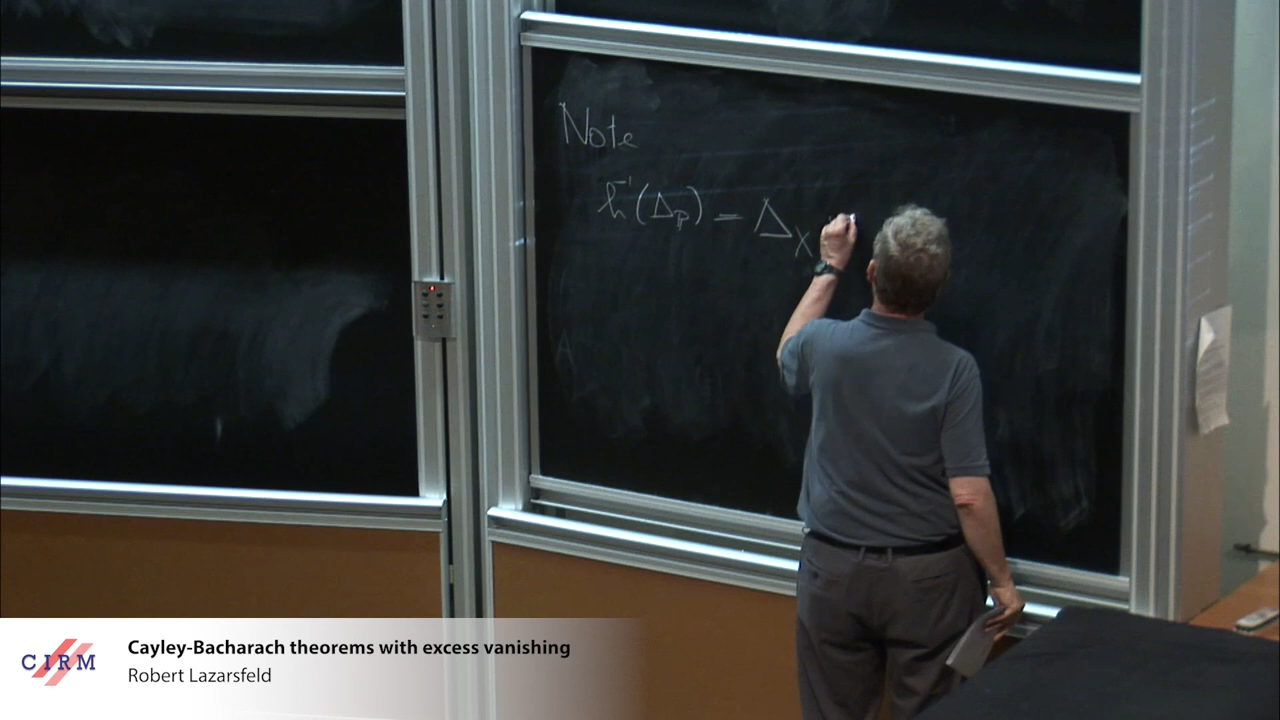 Note
h⁻¹(Δ_P) = Δ_X
CIRM
Cayley-Bacharach theorems with excess vanishing
Robert Lazarsfeld